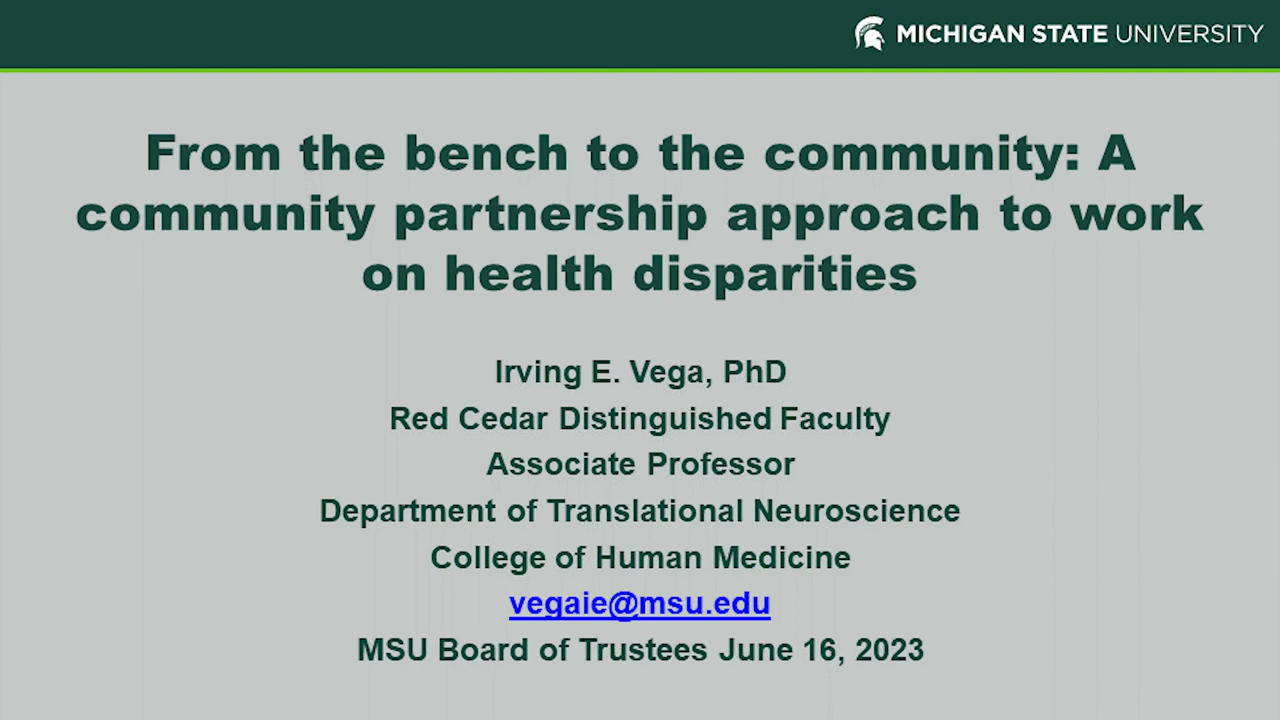 MICHIGAN STATE UNIVERSITY
From the bench to the community: A
community partnership approach to work
on health disparities
Irving E. Vega, PhD
Red Cedar Distinguished Faculty
Associate Professor
Department of Translational Neuroscience
College of Human Medicine
vegaie@msu.edu
MSU Board of Trustees June 16, 2023